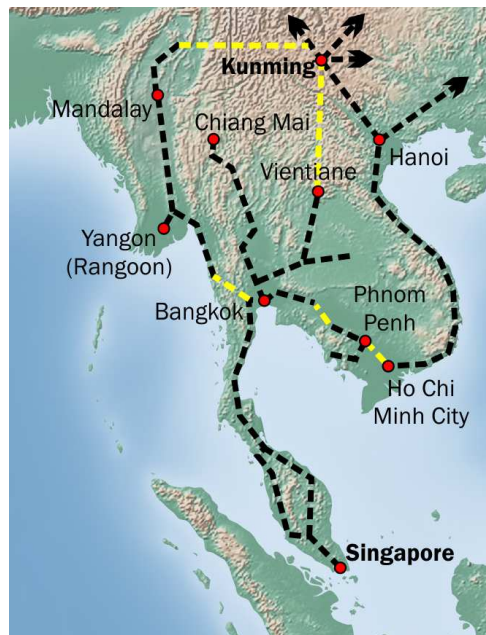 Kunming
Mandalay
Chiang Mai
Hanoi
Vientiane
Yangon
(Rangoon)
Bangkok
Phnom
Penh
Ho Chi
Minh City
Singapore